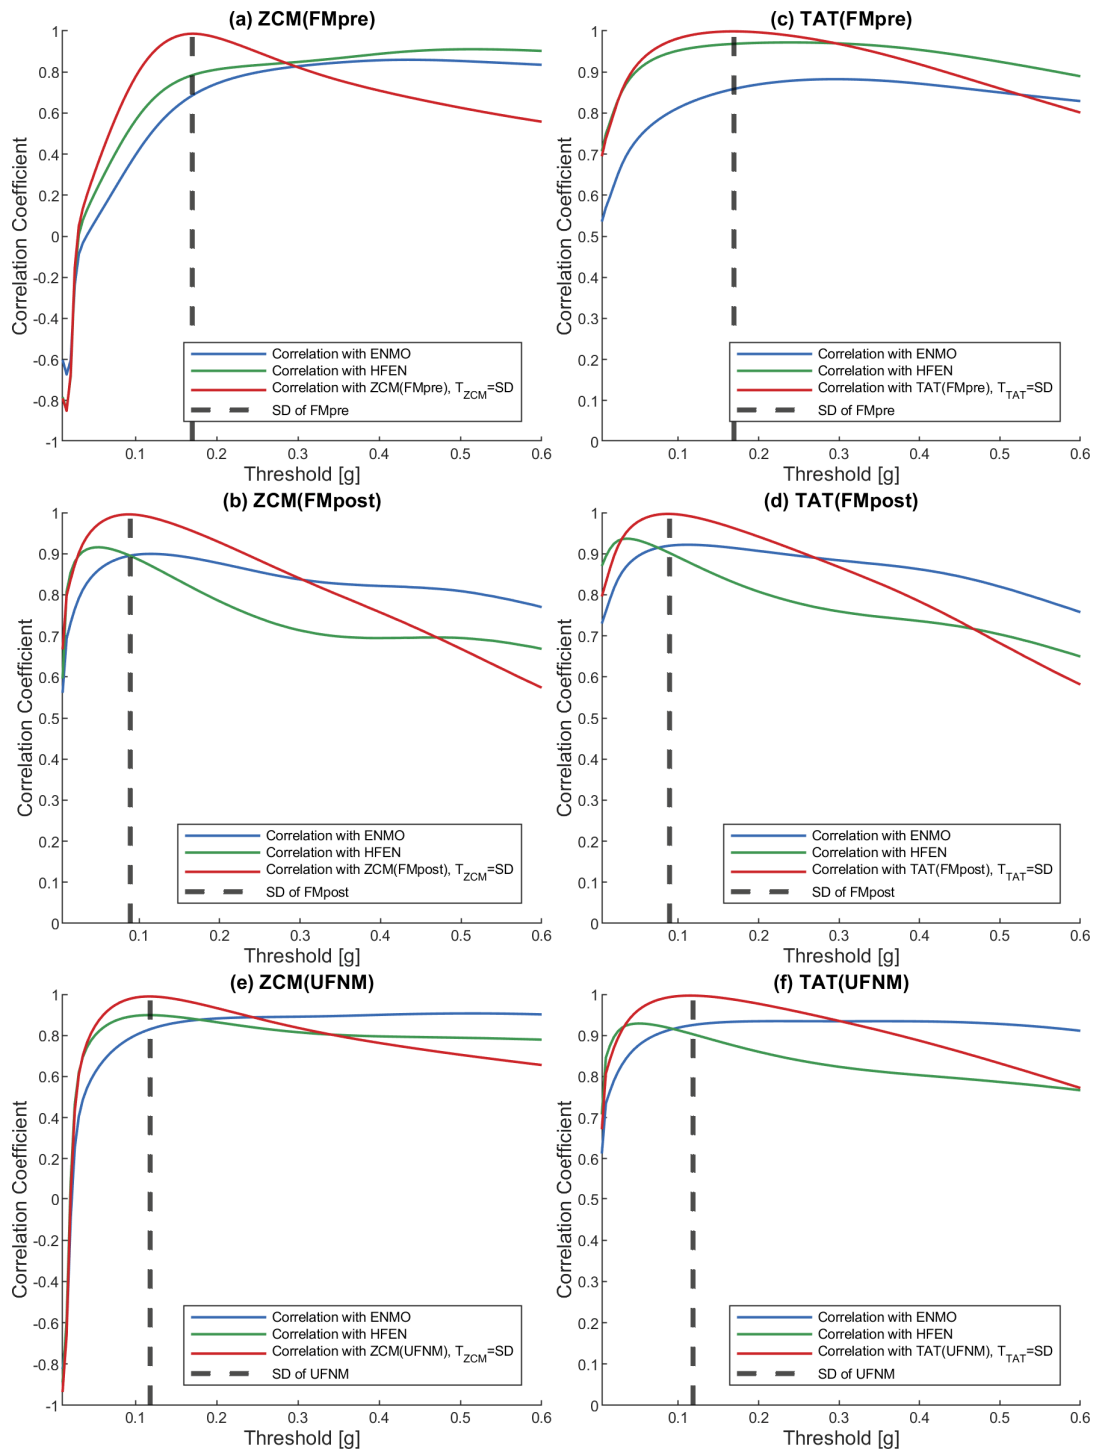 (a) ZCM(FMpre)
Correlation Coefficient
1
0.8
0.6
0.4
0.2
0
-0.2
-0.4
-0.6
-0.8
-1
Correlation with ENMO
Correlation with HFEN
Correlation with ZCM(FMpre), T_ZCM=SD
SD of FMpre
0.1 0.2 0.3 0.4 0.5 0.6
Threshold [g]
(c) TAT(FMpre)
Correlation Coefficient
1
0.9
0.8
0.7
0.6
0.5
0.4
0.3
0.2
0.1
0
Correlation with ENMO
Correlation with HFEN
Correlation with TAT(FMpre), T_TAT=SD
SD of FMpre
0.1 0.2 0.3 0.4 0.5 0.6
Threshold [g]
(b) ZCM(FMpost)
Correlation Coefficient
1
0.9
0.8
0.7
0.6
0.5
0.4
0.3
0.2
0.1
0
Correlation with ENMO
Correlation with HFEN
Correlation with ZCM(FMpost), T_ZCM=SD
SD of FMpost
0.1 0.2 0.3 0.4 0.5 0.6
Threshold [g]
(d) TAT(FMpost)
Correlation Coefficient
1
0.9
0.8
0.7
0.6
0.5
0.4
0.3
0.2
0.1
0
Correlation with ENMO
Correlation with HFEN
Correlation with TAT(FMpost), T_TAT=SD
SD of FMpost
0.1 0.2 0.3 0.4 0.5 0.6
Threshold [g]
(e) ZCM(UFNM)
Correlation Coefficient
1
0.8
0.6
0.4
0.2
0
-0.2
-0.4
-0.6
-0.8
-1
Correlation with ENMO
Correlation with HFEN
Correlation with ZCM(UFNM), T_ZCM=SD
SD of UFNM
0.1 0.2 0.3 0.4 0.5 0.6
Threshold [g]
(f) TAT(UFNM)
Correlation Coefficient
1
0.9
0.8
0.7
0.6
0.5
0.4
0.3
0.2
0.1
0
Correlation with ENMO
Correlation with HFEN
Correlation with TAT(UFNM), T_TAT=SD
SD of UFNM
0.1 0.2 0.3 0.4 0.5 0.6
Threshold [g]